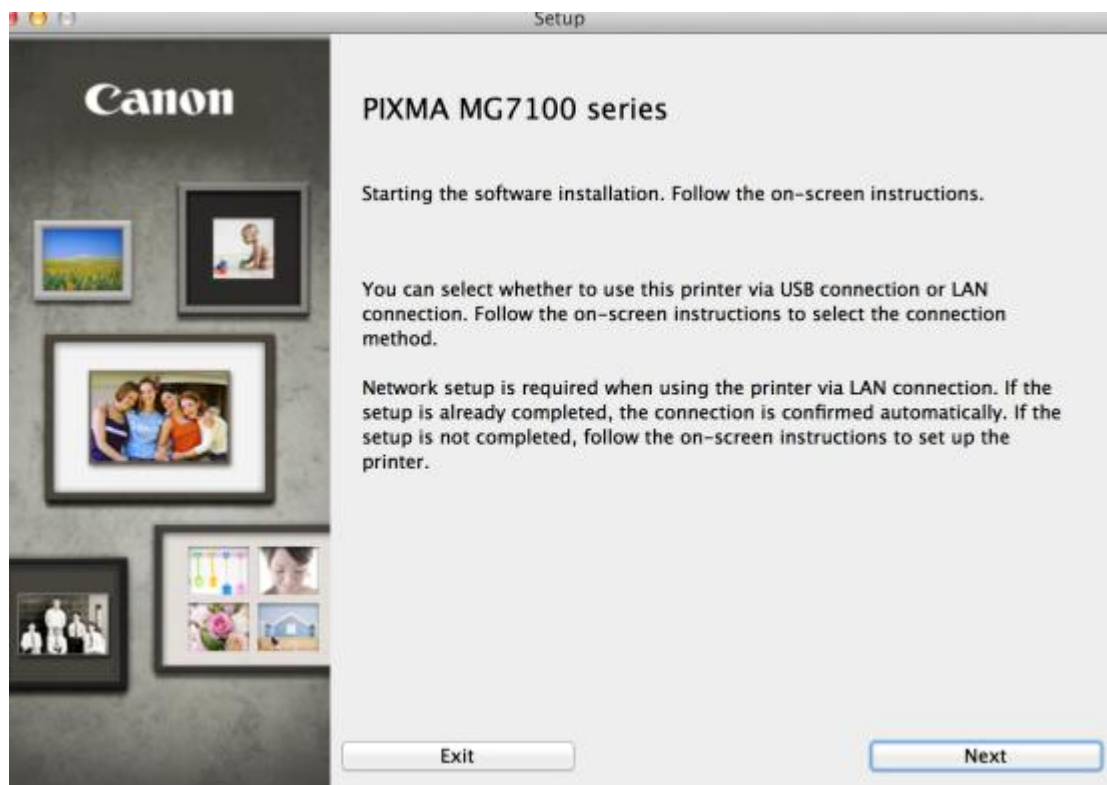 Setup
Canon
PIXMA MG7100 series
Starting the software installation. Follow the on-screen instructions.
You can select whether to use this printer via USB connection or LAN
connection. Follow the on-screen instructions to select the connection
method.
Network setup is required when using the printer via LAN connection. If the
setup is already completed, the connection is confirmed automatically. If the
setup is not completed, follow the on-screen instructions to set up the
printer.
Exit
Next